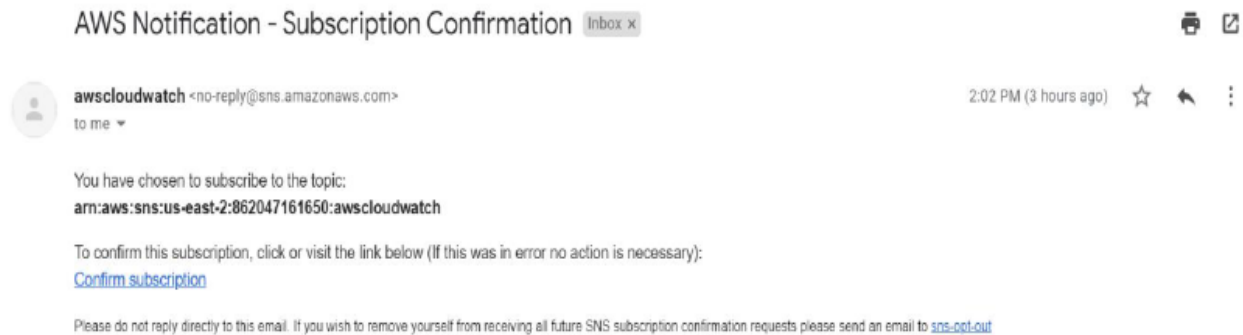 AWS Notification - Subscription Confirmation Inbox x
awscloudwatch <no-reply@sns.amazonaws.com> 2:02 PM (3 hours ago)
to me
You have chosen to subscribe to the topic:
arn:aws:sns:us-east-2:862047161650:awscloudwatch
To confirm this subscription, click or visit the link below (If this was in error no action is necessary):
Confirm subscription
Please do not reply directly to this email. If you wish to remove yourself from receiving all future SNS subscription confirmation requests please send an email to sns-opt-out